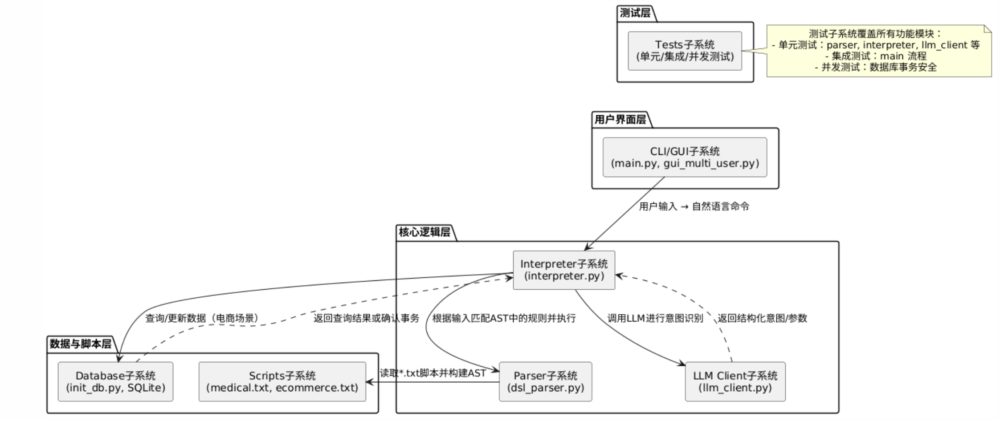 测试层
Tests子系统
(单元/集成/并发测试)
测试子系统覆盖所有功能模块：
- 单元测试：parser, interpreter, llm_client 等
- 集成测试：main 流程
- 并发测试：数据库事务安全
用户界面层
CLI/GUI子系统
(main.py, gui_multi_user.py)
用户输入 → 自然语言命令
核心逻辑层
Interpreter子系统
(interpreter.py)
查询/更新数据（电商场景）
返回查询结果或确认事务
根据输入匹配AST中的规则并执行
调用LLM进行意图识别
返回结构化意图/参数
数据与脚本层
Database子系统
(init_db.py, SQLite)
Scripts子系统
(medical.txt, ecommerce.txt)
读取*.txt脚本并构建AST
Parser子系统
(dsl_parser.py)
LLM Client子系统
(llm_client.py)